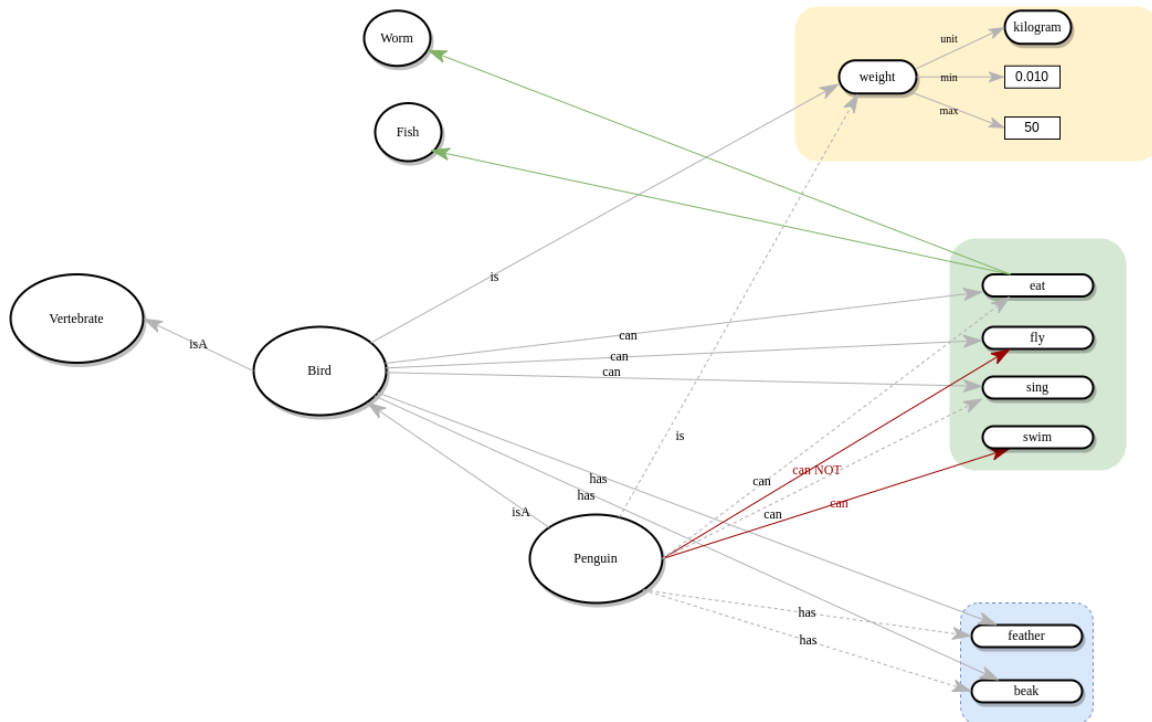 Worm
kilogram
unit
weight
min
0.010
max
50
Fish
is
eat
Vertebrate
can
fly
isA
can
Bird
can
sing
is
swim
can NOT
has
can
has
can
can
isA
Penguin
has
feather
has
beak